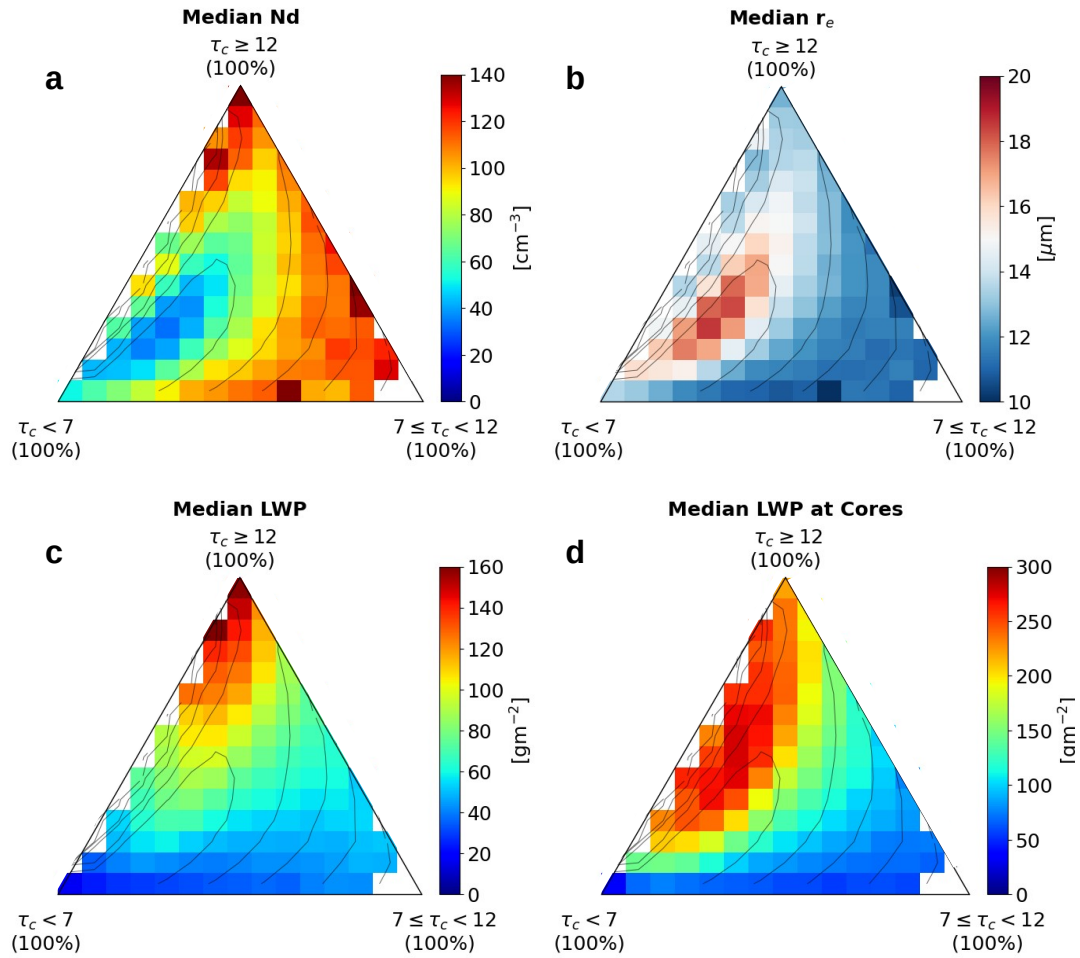 Median Nd
τc ≥ 12
(100%)
a
140
120
100
80
60
40
20
0
[cm⁻³]
τc < 7
(100%)
7 ≤ τc < 12
(100%)
Median re
τc ≥ 12
(100%)
b
20
18
16
14
12
10
[μm]
τc < 7
(100%)
7 ≤ τc < 12
(100%)
Median LWP
τc ≥ 12
(100%)
c
160
140
120
100
80
60
40
20
0
[gm⁻²]
τc < 7
(100%)
7 ≤ τc < 12
(100%)
Median LWP at Cores
τc ≥ 12
(100%)
d
300
250
200
150
100
50
0
[gm⁻²]
τc < 7
(100%)
7 ≤ τc < 12
(100%)